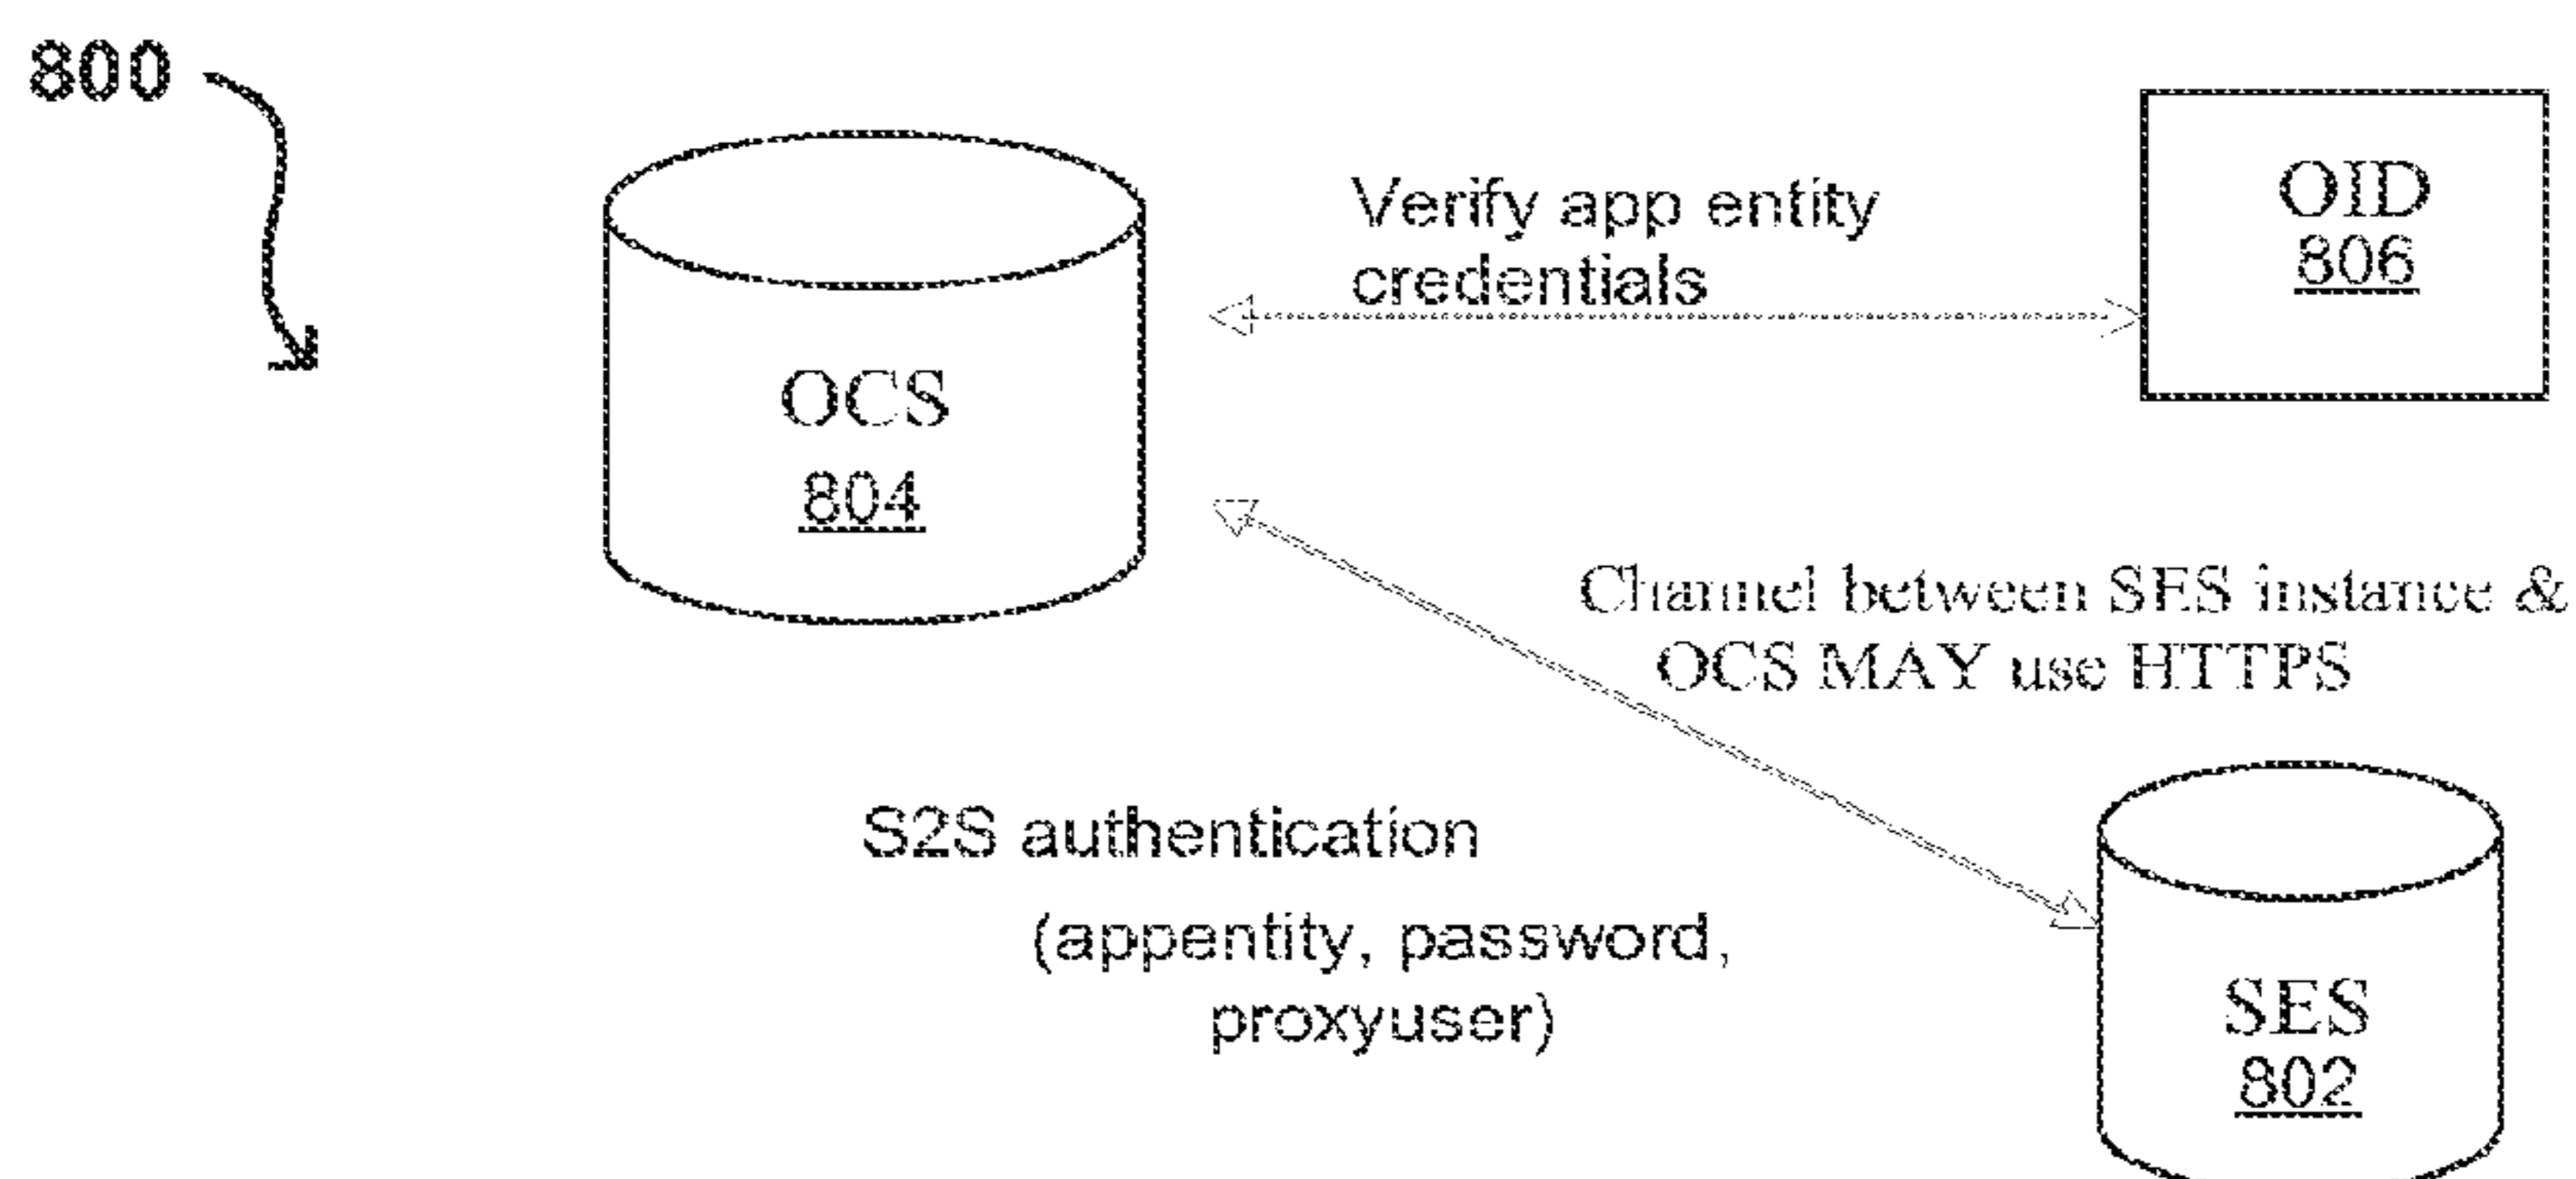 800
OID
806
Verify app entity
credentials
OCS
804
Channel between SES instance &
OCS MAY use HTTPS
S2S authentication
(appentity, password,
proxyuser)
SES
802